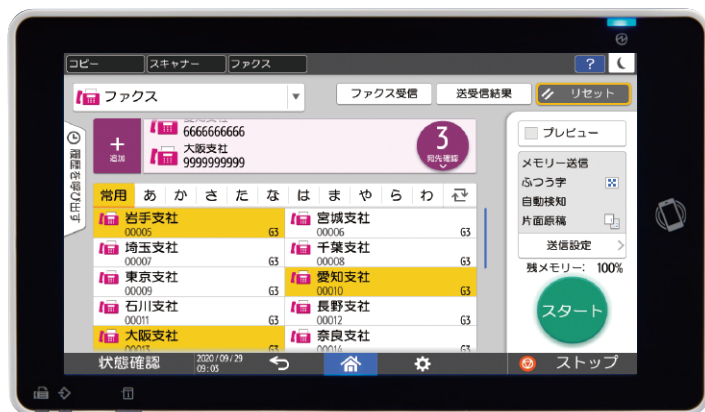 コピー
スキャナー
ファクス
?
ファクス
ファクス受信
送受信結果
リセット
履歴を呼び出す
+
追加
愛知支社
6666666666
大阪支社
9999999999
3
宛先確認
プレビュー
メモリー送信
ふつう字
自動検知
片面原稿
送信設定
残メモリー: 100%
スタート
常用 あ か さ た な は ま や ら わ
岩手支社
00005 G3
宮城支社
00006 G3
埼玉支社
00007 G3
千葉支社
00008 G3
東京支社
00009 G3
愛知支社
00010 G3
石川支社
00011 G3
長野支社
00012 G3
大阪支社
00013 G3
奈良支社
00014 G3
状態確認
2020/09/29
09:03
ストップ